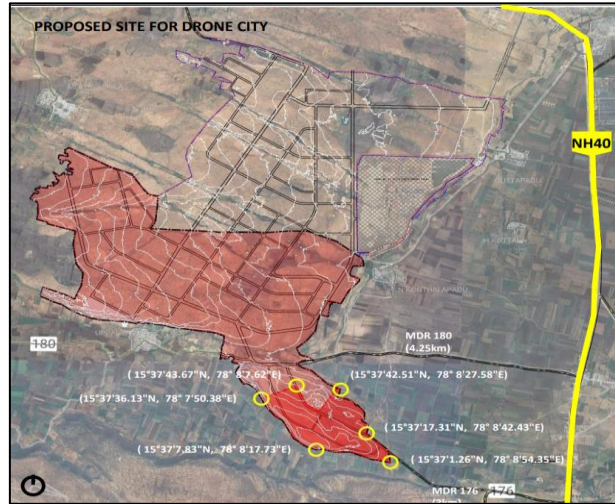 PROPOSED SITE FOR DRONE CITY
NH40
MDR 180
(4.25km)
180
( 15°37'43.67"N, 78° 8'7.62"E)
(15°37'42.51"N, 78° 8'27.58"E)
(15°37'36.13"N, 78° 7'50.38"E)
(15°37'17.31"N, 78° 8'42.43"E)
(15°37'7.83"N, 78° 8'17.73"E)
(15°37'1.26"N, 78° 8'54.35"E)
MDR 176
176